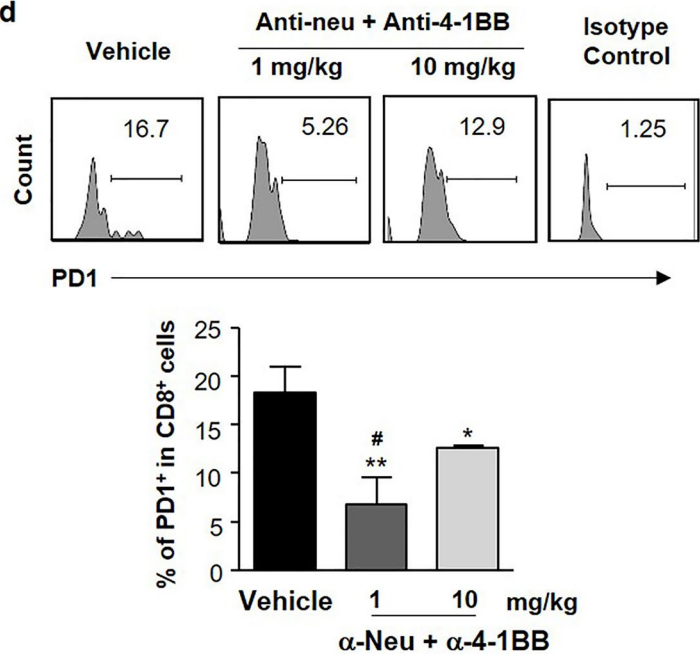 d
Vehicle
Anti-neu + Anti-4-1BB
1 mg/kg 10 mg/kg
Isotype
Control
Count
16.7
5.26
12.9
1.25
PD1
% of PD1⁺ in CD8⁺ cells
25
20
15
10
5
0
#
**
*
Vehicle 1 10 mg/kg
α-Neu + α-4-1BB